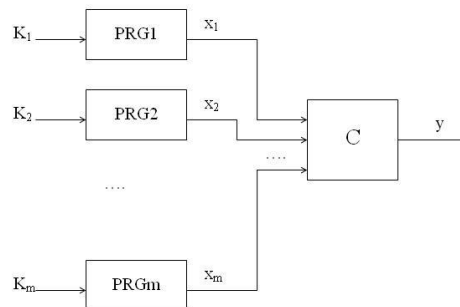 K₁ PRG1 x₁
K₂ PRG2 x₂
C y
....
....
Kₘ PRGm xₘ